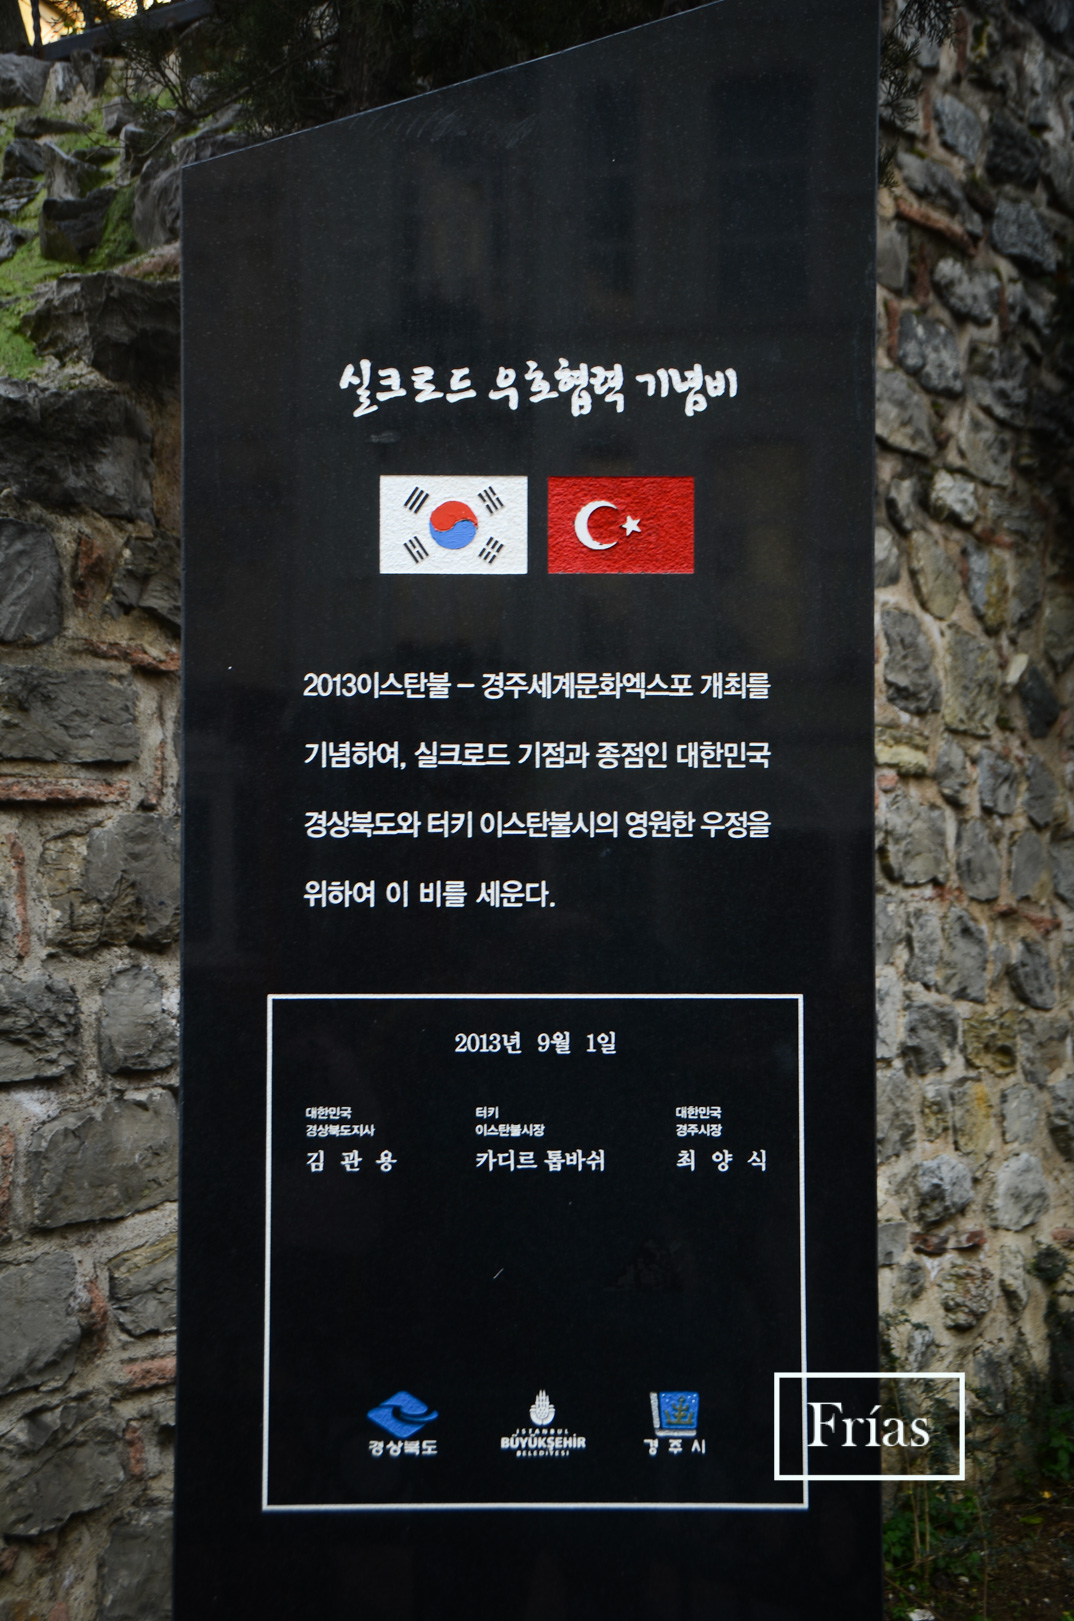 실크로드 우호협력 기념비
2013이스탄불 – 경주세계문화엑스포 개최를
기념하여, 실크로드 기점과 종점인 대한민국
경상북도와 터키 이스탄불시의 영원한 우정을
위하여 이 비를 세운다.
2013년 9월 1일
대한민국
경상북도지사
김 관 용
터키
이스탄불시장
카디르 톱바쉬
대한민국
경주시장
최 양 식
경상북도
İSTANBUL
BÜYÜKŞEHİR
BELEDİYESİ
경 주 시
Frías